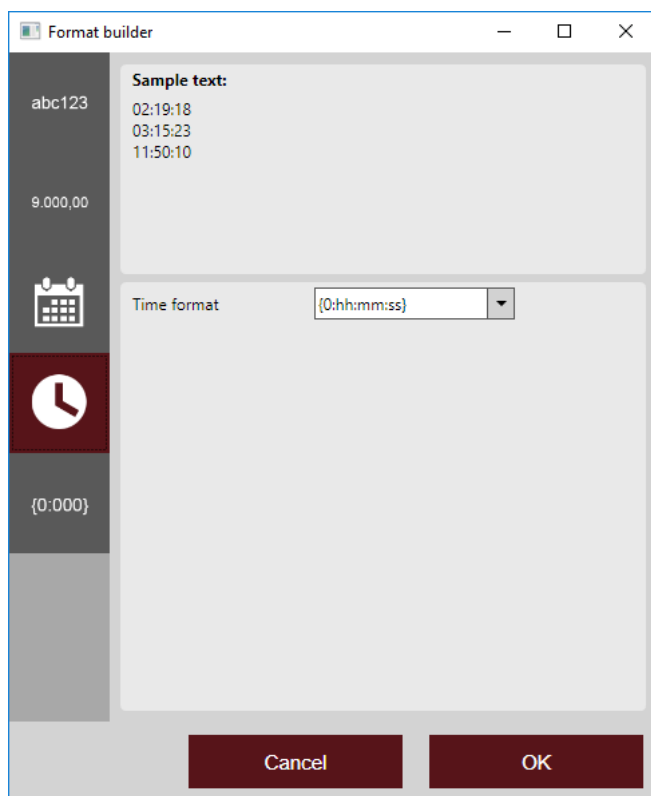 Format builder
abc123
9.000,00
{0:000}
Sample text:
02:19:18
03:15:23
11:50:10
Time format
{0:hh:mm:ss}
Cancel
OK